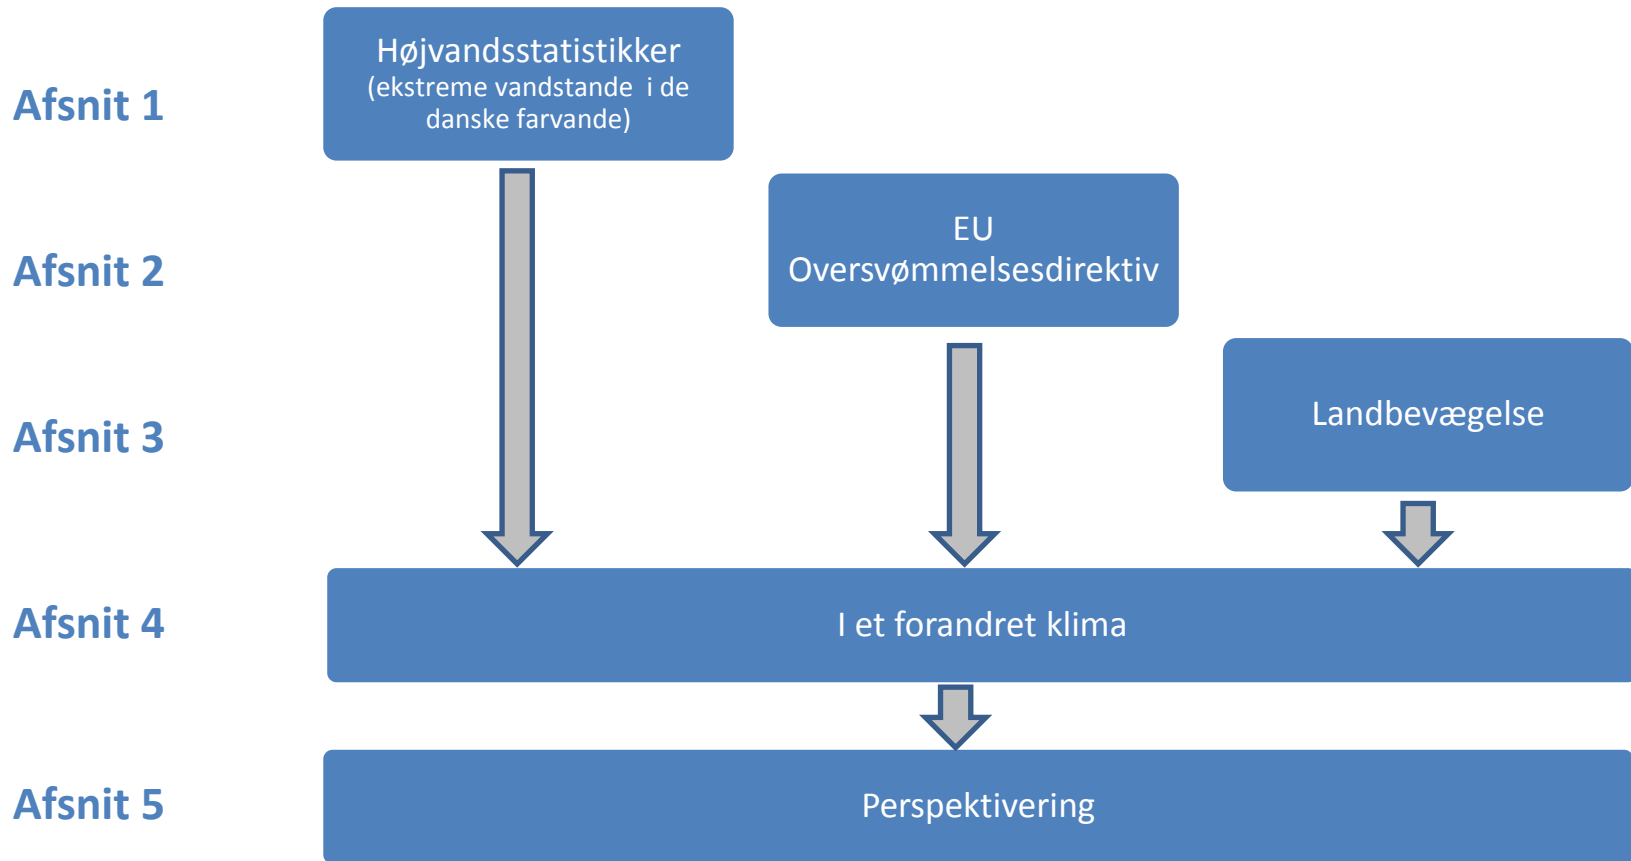 Afsnit 1
Højvandsstatistikker
(ekstreme vandstande i de
danske farvande)
Afsnit 2
EU
Oversvømmelsesdirektiv
Afsnit 3
Landbevægelse
Afsnit 4
I et forandret klima
Afsnit 5
Perspektivering